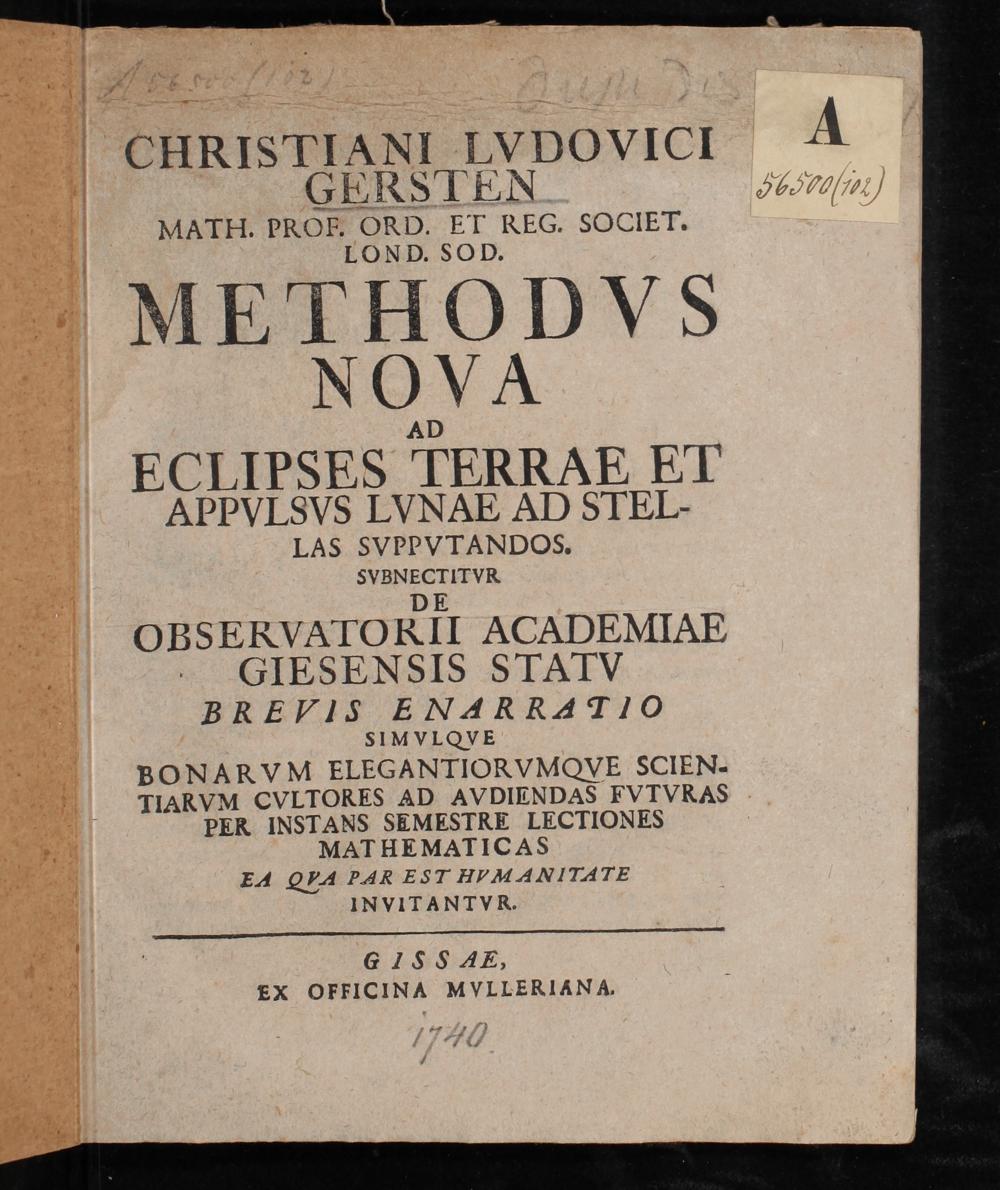 A 56500 (102)
A
56500(102)
CHRISTIANI LVDOVICI
GERSTEN
MATH. PROF. ORD. ET REG. SOCIET.
LOND. SOD.
METHODVS
NOVA
AD
ECLIPSES TERRAE ET
APPVLSVS LVNAE AD STEL-
LAS SVPPVTANDOS.
SVBNECTITVR
DE
OBSERVATORII ACADEMIAE
GIESENSIS STATV
BREVIS ENARRATIO
SIMVLQVE
BONARVM ELEGANTIORVMQVE SCIEN-
TIARVM CVLTORES AD AVDIENDAS FVTVRAS
PER INSTANS SEMESTRE LECTIONES
MATHEMATICAS
EA QVA PAR EST HVMANITATE
INVITANTVR.
GISSAE,
EX OFFICINA MVLLERIANA.
1740